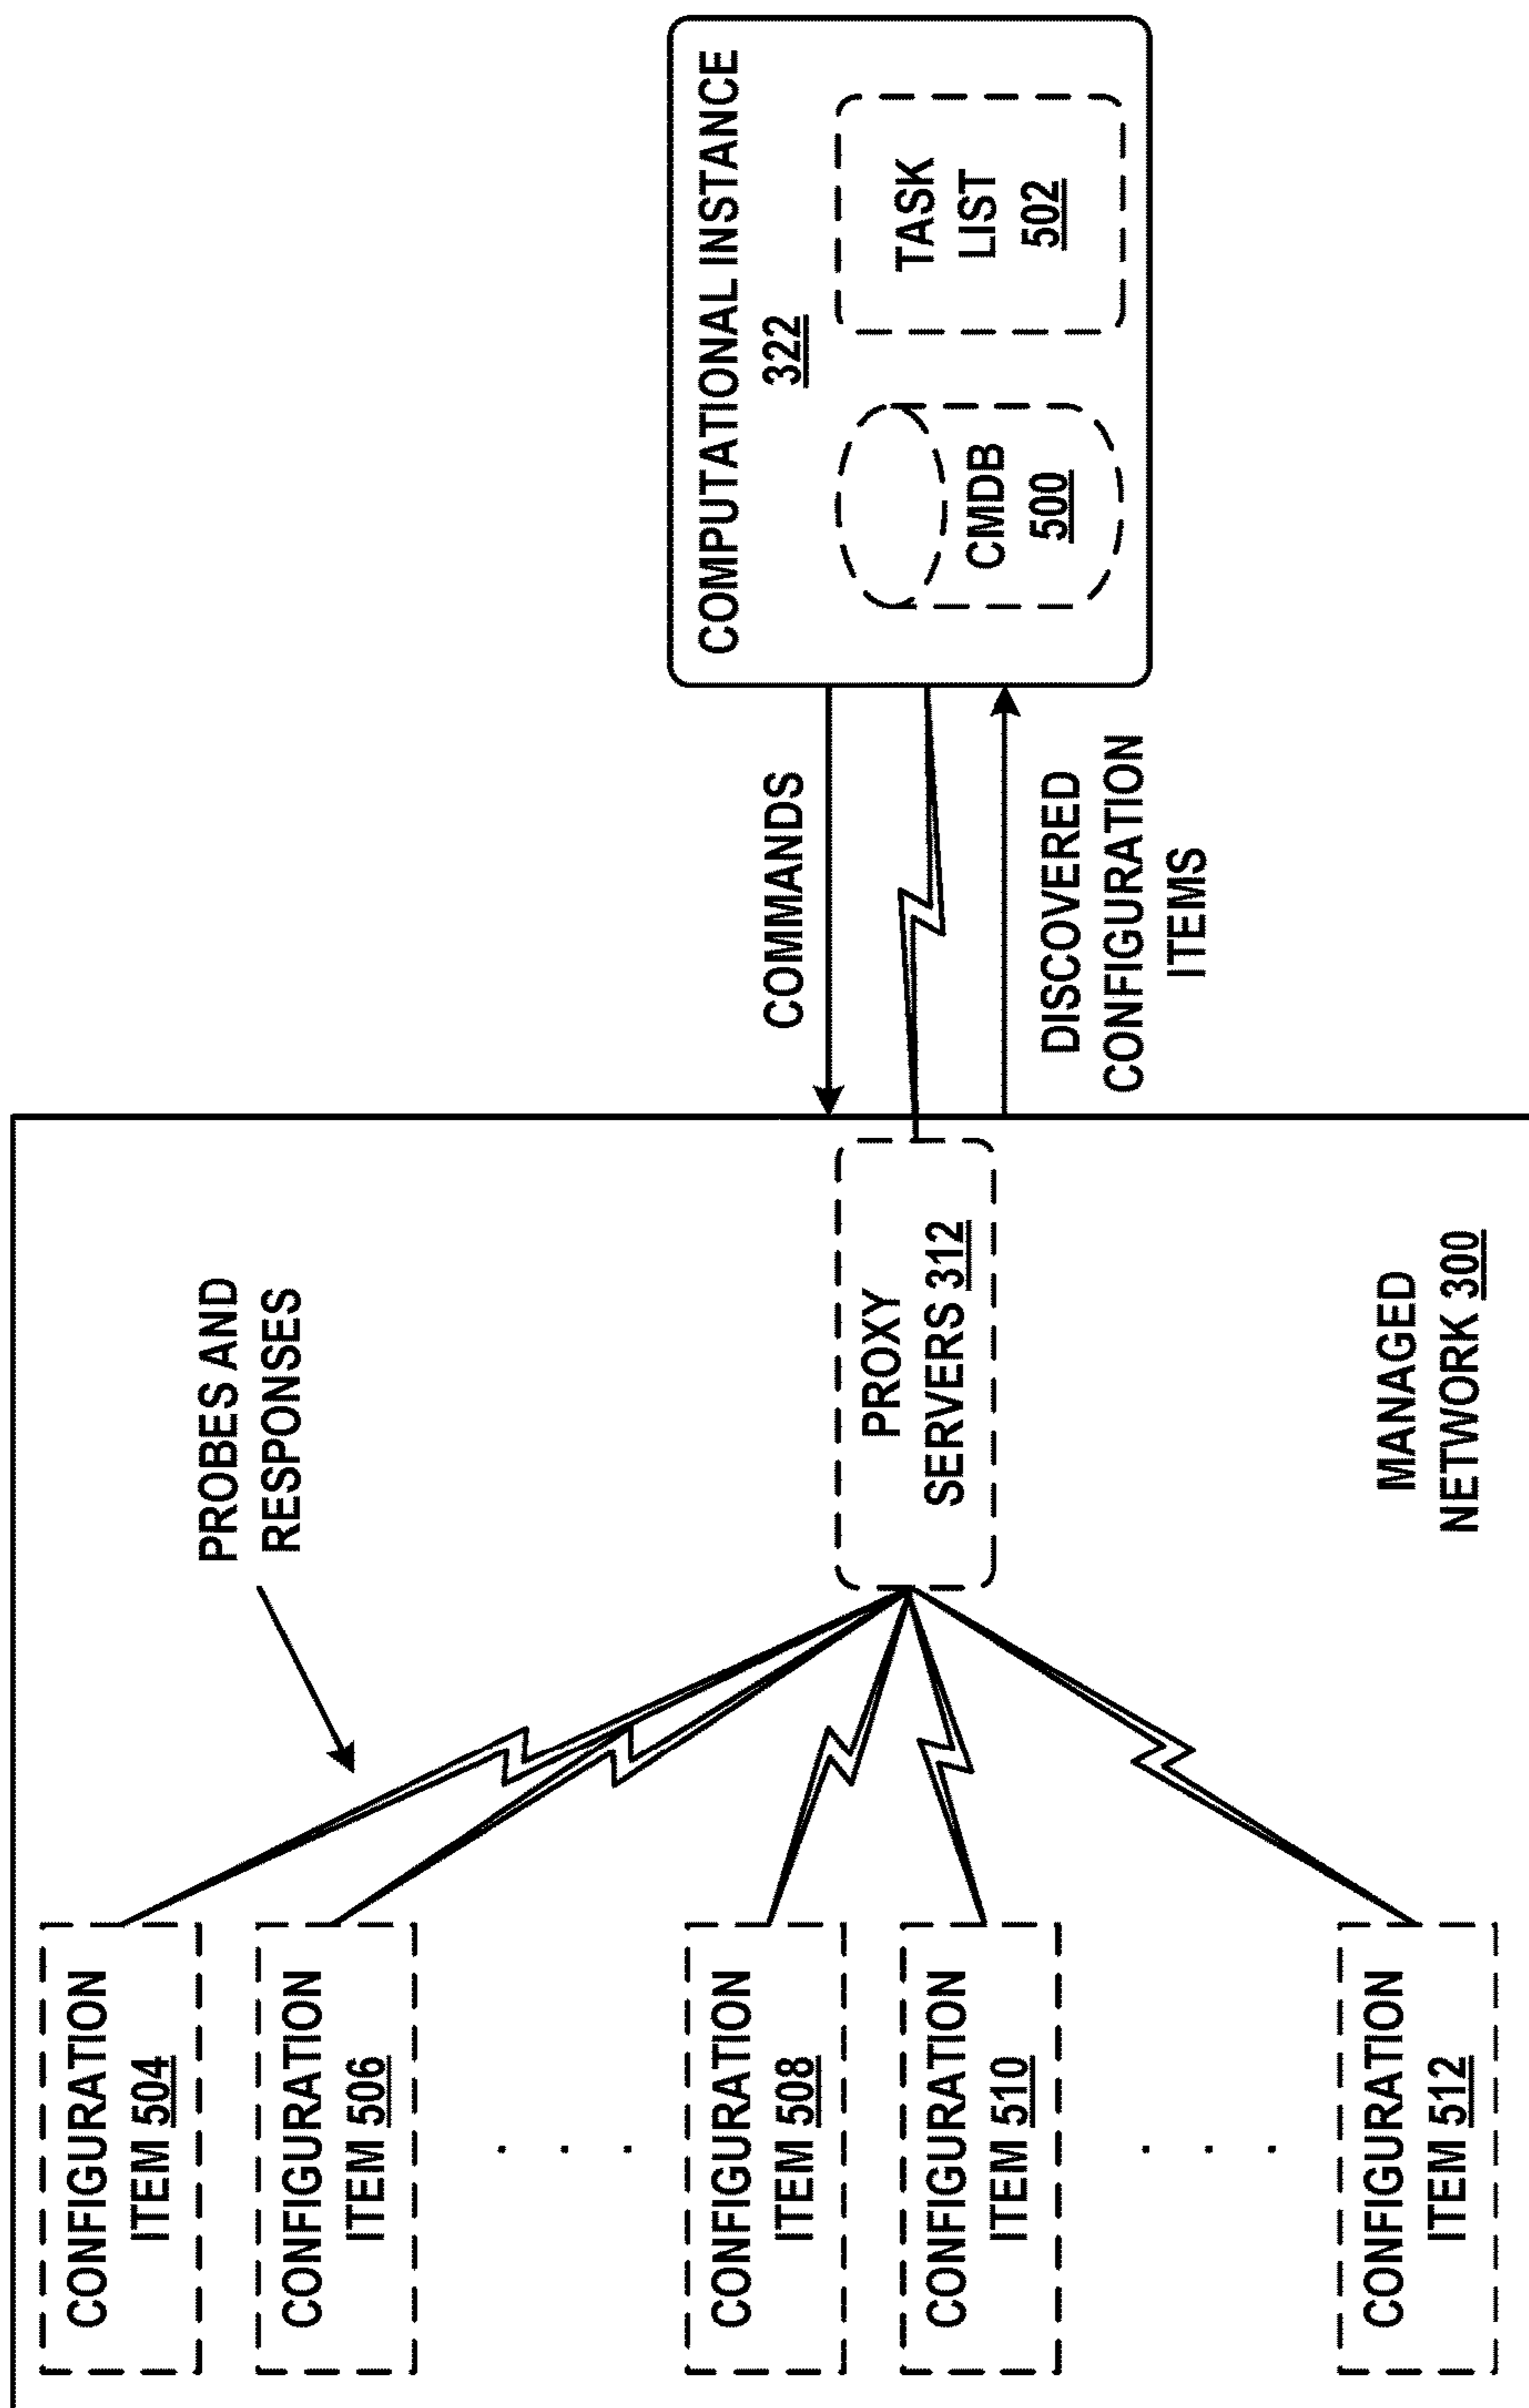 COMPUTATIONAL INSTANCE
322
CMDB
500
TASK
LIST
502
COMMANDS
DISCOVERED
CONFIGURATION
ITEMS
PROBES AND
RESPONSES
PROXY
SERVERS 312
MANAGED
NETWORK 300
CONFIGURATION
ITEM 504
CONFIGURATION
ITEM 506
. . .
CONFIGURATION
ITEM 508
CONFIGURATION
ITEM 510
. . .
CONFIGURATION
ITEM 512